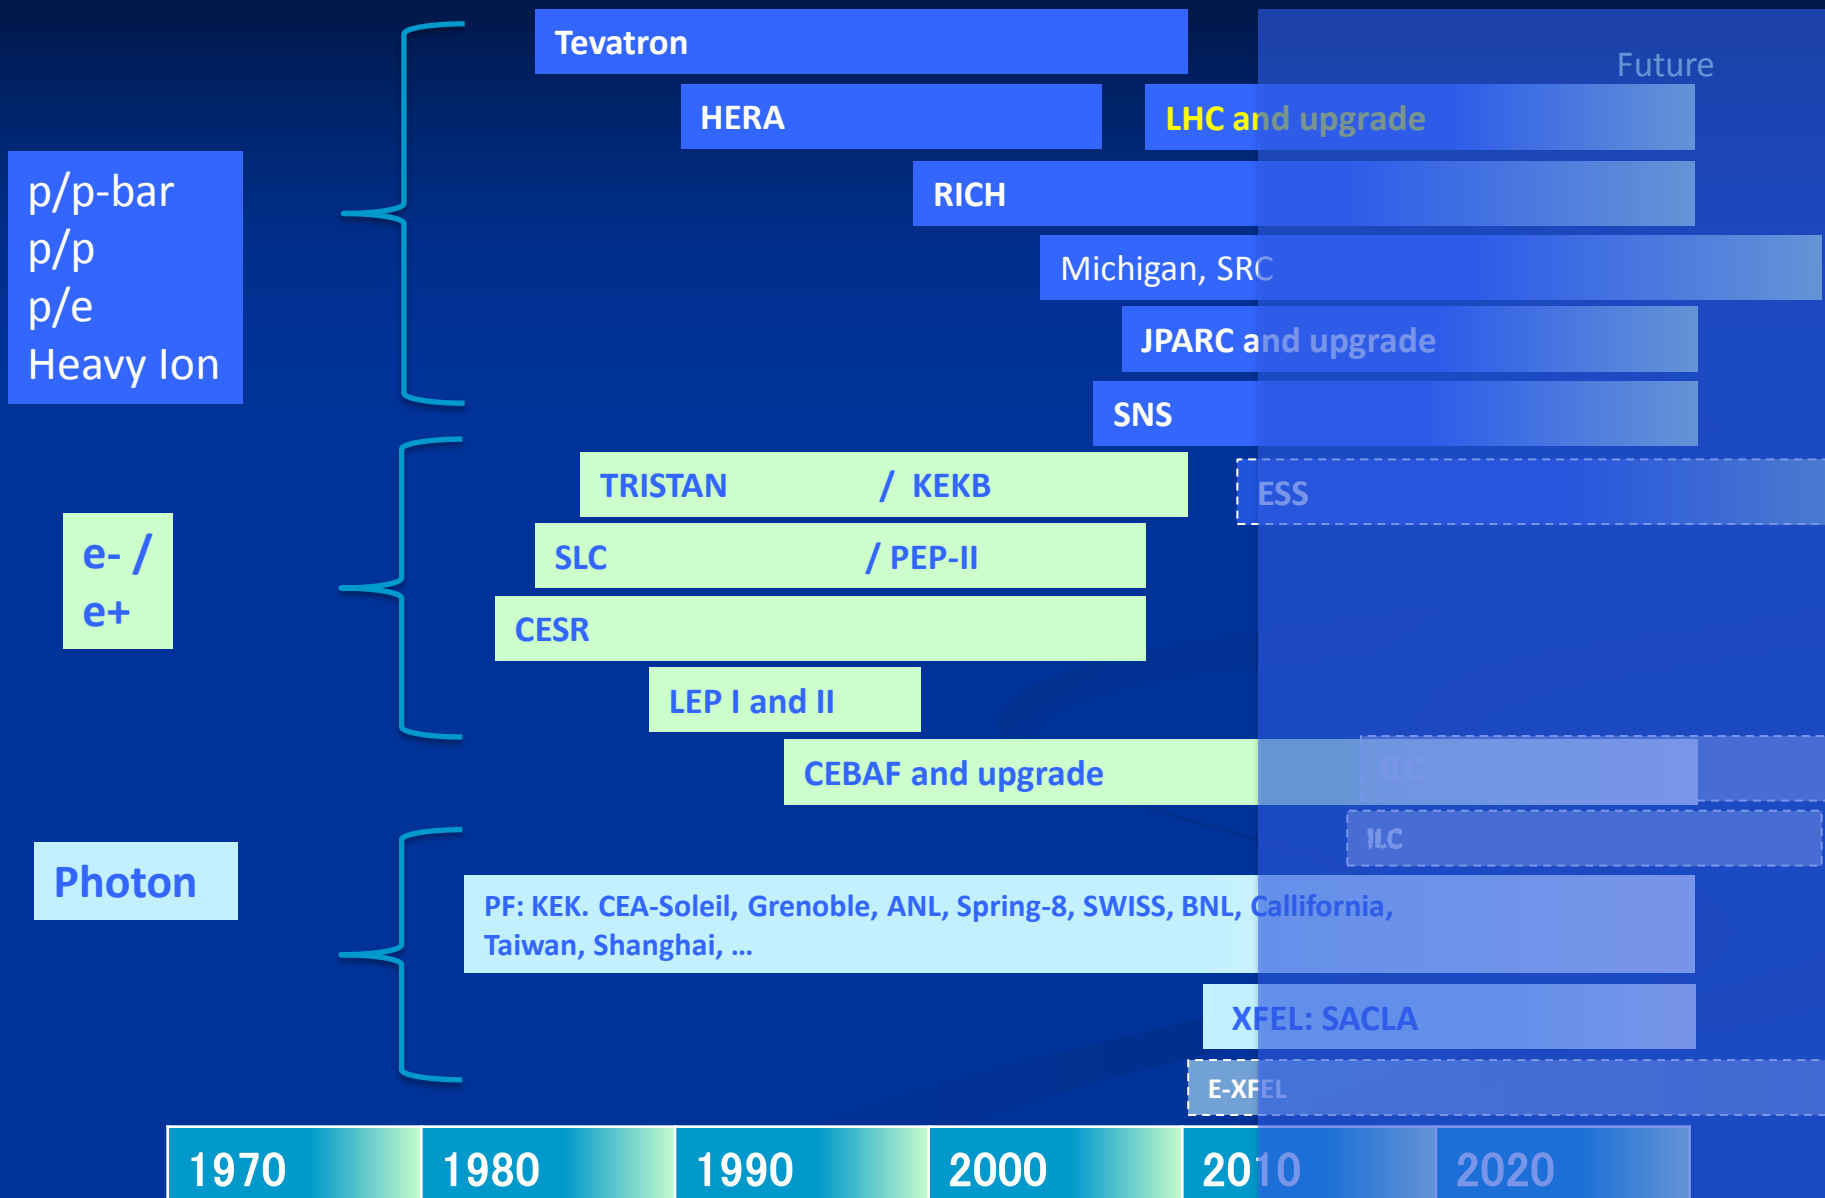 Tevatron
Future
HERA
LHC and upgrade
p/p-bar
p/p
p/e
Heavy Ion
RICH
Michigan, SRC
JPARC and upgrade
SNS
TRISTAN / KEKB
ESS
e- /
e+
SLC / PEP-II
CESR
LEP I and II
CEBAF and upgrade
ILC
ILC
Photon
PF: KEK. CEA-Soleil, Grenoble, ANL, Spring-8, SWISS, BNL, Callifornia,
Taiwan, Shanghai, ...
XFEL: SACLA
E-XFEL
1970 1980 1990 2000 2010 2020